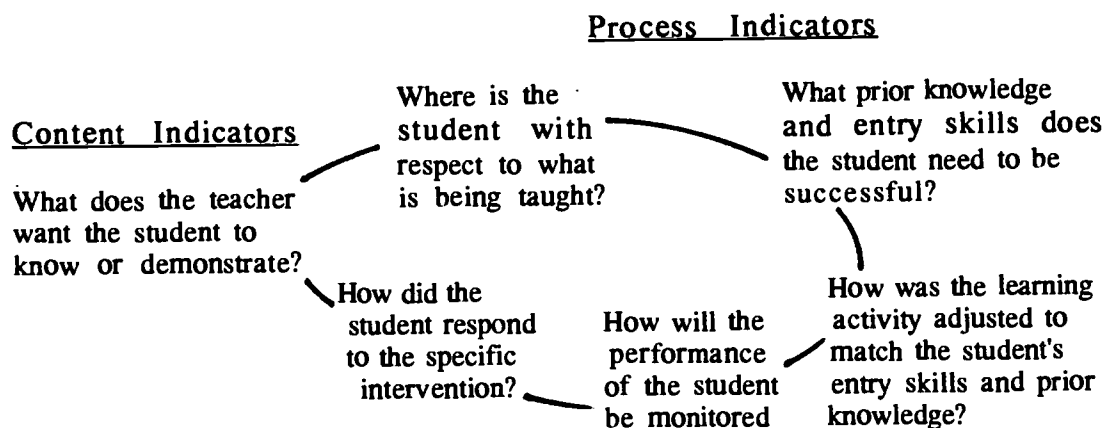 Process Indicators
Content Indicators
What does the teacher
want the student to
know or demonstrate?
Where is the
student with
respect to what
is being taught?
What prior knowledge
and entry skills does
the student need to be
successful?
How was the learning
activity adjusted to
match the student's
entry skills and prior
knowledge?
How will the
performance
of the student
be monitored
How did the
student respond
to the specific
intervention?